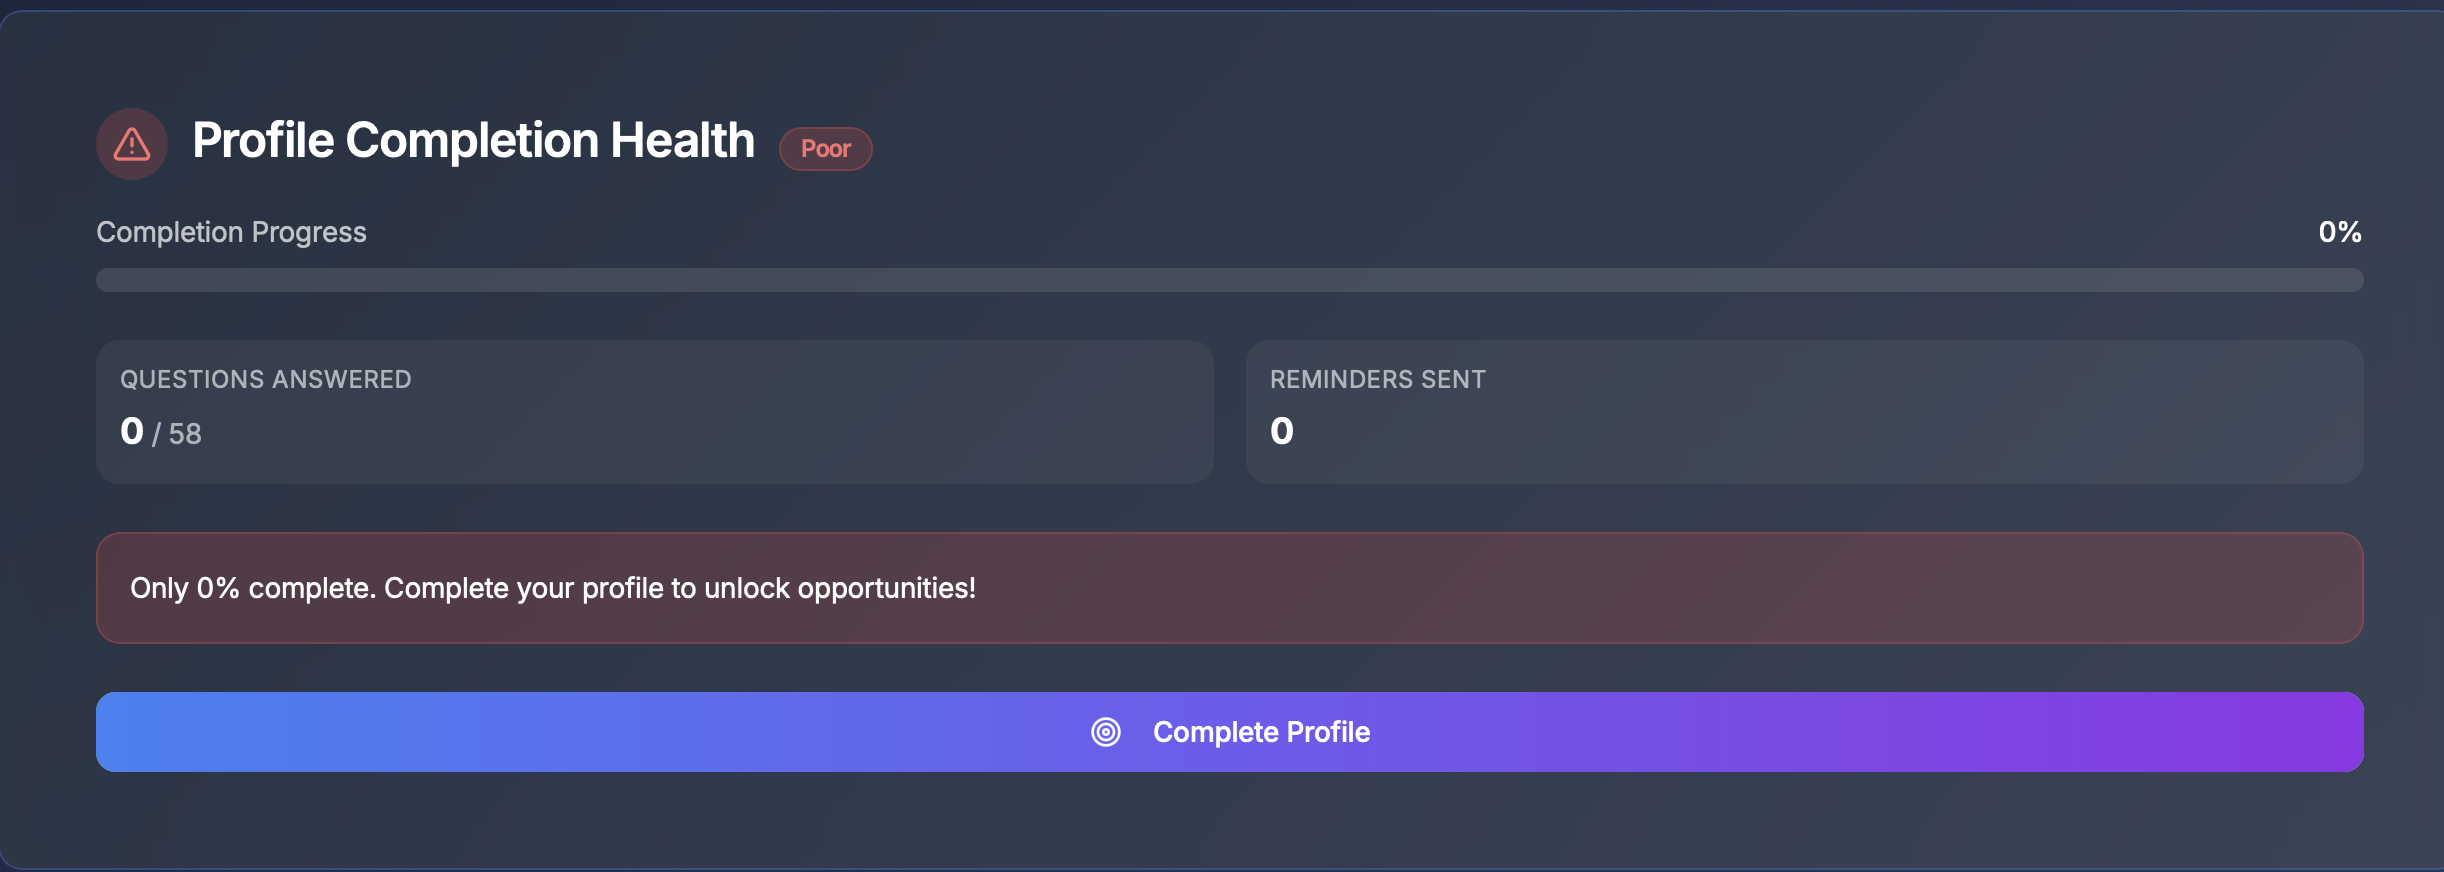 Profile Completion Health
Poor
Completion Progress
0%
QUESTIONS ANSWERED
0 / 58
REMINDERS SENT
0
Only 0% complete. Complete your profile to unlock opportunities!
Complete Profile